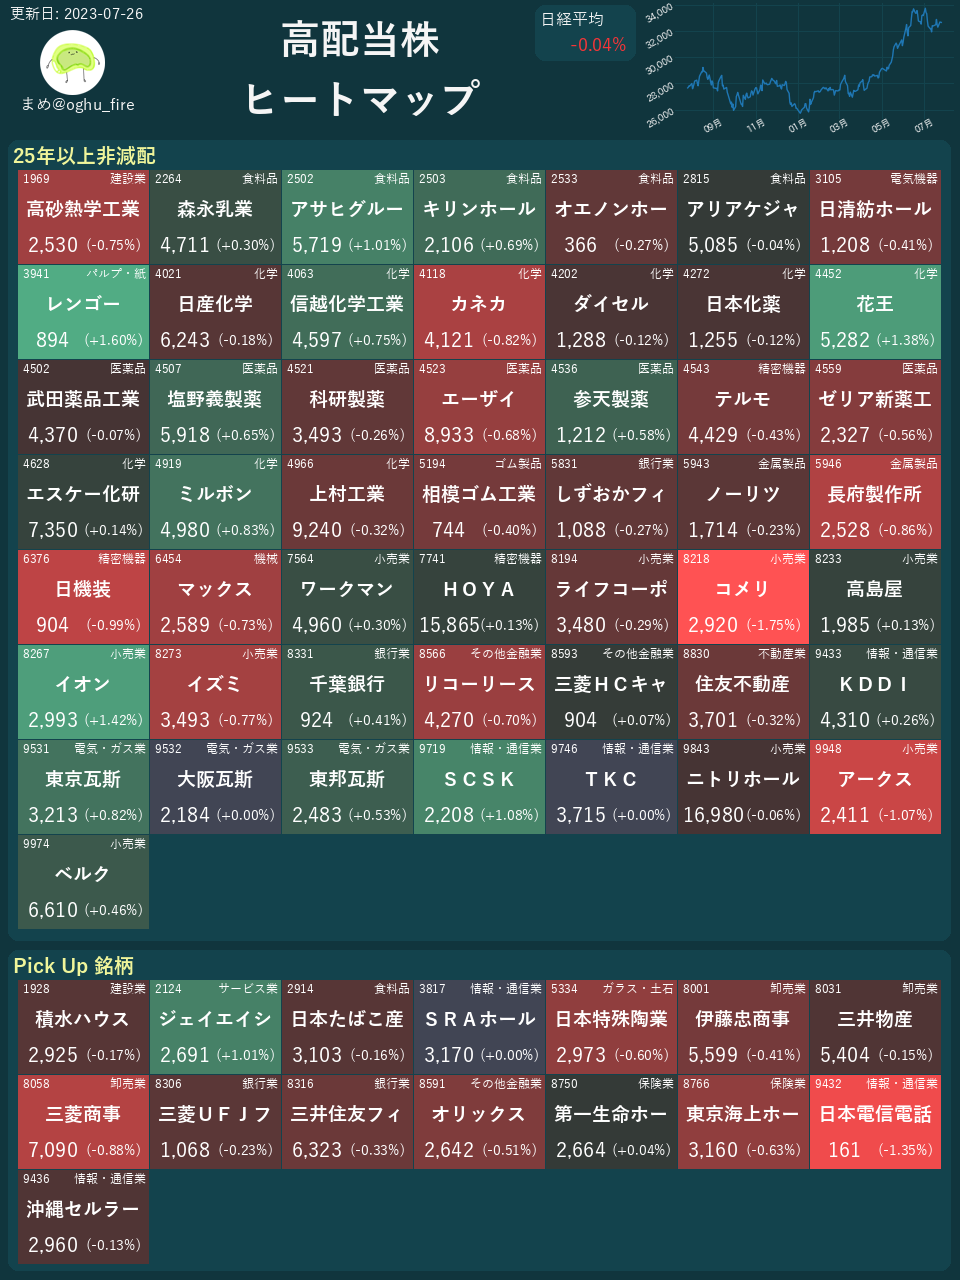 更新日: 2023-07-26
まめ@oghu_fire
高配当株
ヒートマップ
日経平均
-0.04%
34,000
32,000
30,000
28,000
26,000
09月 11月 01月 03月 05月 07月
25年以上非減配
1969 建設業
高砂熱学工業
2,530 (-0.75%)
2264 食料品
森永乳業
4,711 (+0.30%)
2502 食料品
アサヒグルー
5,719 (+1.01%)
2503 食料品
キリンホール
2,106 (+0.69%)
2533 食料品
オエノンホー
366 (-0.27%)
2815 食料品
アリアケジャ
5,085 (-0.04%)
3105 電気機器
日清紡ホール
1,208 (-0.41%)
3941 パルプ・紙
レンゴー
894 (+1.60%)
4021 化学
日産化学
6,243 (-0.18%)
4063 化学
信越化学工業
4,597 (+0.75%)
4118 化学
カネカ
4,121 (-0.82%)
4202 化学
ダイセル
1,288 (-0.12%)
4272 化学
日本化薬
1,255 (-0.12%)
4452 化学
花王
5,282 (+1.38%)
4502 医薬品
武田薬品工業
4,370 (-0.07%)
4507 医薬品
塩野義製薬
5,918 (+0.65%)
4521 医薬品
科研製薬
3,493 (-0.26%)
4523 医薬品
エーザイ
8,933 (-0.68%)
4536 医薬品
参天製薬
1,212 (+0.58%)
4543 精密機器
テルモ
4,429 (-0.43%)
4559 医薬品
ゼリア新薬工
2,327 (-0.56%)
4628 化学
エスケー化研
7,350 (+0.14%)
4919 化学
ミルボン
4,980 (+0.83%)
4966 化学
上村工業
9,240 (-0.32%)
5194 ゴム製品
相模ゴム工業
744 (-0.40%)
5831 銀行業
しずおかフィ
1,088 (-0.27%)
5943 金属製品
ノーリツ
1,714 (-0.23%)
5946 金属製品
長府製作所
2,528 (-0.86%)
6376 精密機器
日機装
904 (-0.99%)
6454 機械
マックス
2,589 (-0.73%)
7564 小売業
ワークマン
4,960 (+0.30%)
7741 精密機器
ＨＯＹＡ
15,865(+0.13%)
8194 小売業
ライフコーポ
3,480 (-0.29%)
8218 小売業
コメリ
2,920 (-1.75%)
8233 小売業
高島屋
1,985 (+0.13%)
8267 小売業
イオン
2,993 (+1.42%)
8273 小売業
イズミ
3,493 (-0.77%)
8331 銀行業
千葉銀行
924 (+0.41%)
8566 その他金融業
リコーリース
4,270 (-0.70%)
8593 その他金融業
三菱ＨＣキャ
904 (+0.07%)
8830 不動産業
住友不動産
3,701 (-0.32%)
9433 情報・通信業
ＫＤＤＩ
4,310 (+0.26%)
9531 電気・ガス業
東京瓦斯
3,213 (+0.82%)
9532 電気・ガス業
大阪瓦斯
2,184 (+0.00%)
9533 電気・ガス業
東邦瓦斯
2,483 (+0.53%)
9719 情報・通信業
ＳＣＳＫ
2,208 (+1.08%)
9746 情報・通信業
ＴＫＣ
3,715 (+0.00%)
9843 小売業
ニトリホール
16,980(-0.06%)
9948 小売業
アークス
2,411 (-1.07%)
9974 小売業
ベルク
6,610 (+0.46%)
Pick Up 銘柄
1928 建設業
積水ハウス
2,925 (-0.17%)
2124 サービス業
ジェイエイシ
2,691 (+1.01%)
2914 食料品
日本たばこ産
3,103 (-0.16%)
3817 情報・通信業
ＳＲＡホール
3,170 (+0.00%)
5334 ガラス・土石
日本特殊陶業
2,973 (-0.60%)
8001 卸売業
伊藤忠商事
5,599 (-0.41%)
8031 卸売業
三井物産
5,404 (-0.15%)
8058 卸売業
三菱商事
7,090 (-0.88%)
8306 銀行業
三菱ＵＦＪフ
1,068 (-0.23%)
8316 銀行業
三井住友フィ
6,323 (-0.33%)
8591 その他金融業
オリックス
2,642 (-0.51%)
8750 保険業
第一生命ホー
2,664 (+0.04%)
8766 保険業
東京海上ホー
3,160 (-0.63%)
9432 情報・通信業
日本電信電話
161 (-1.35%)
9436 情報・通信業
沖縄セルラー
2,960 (-0.13%)